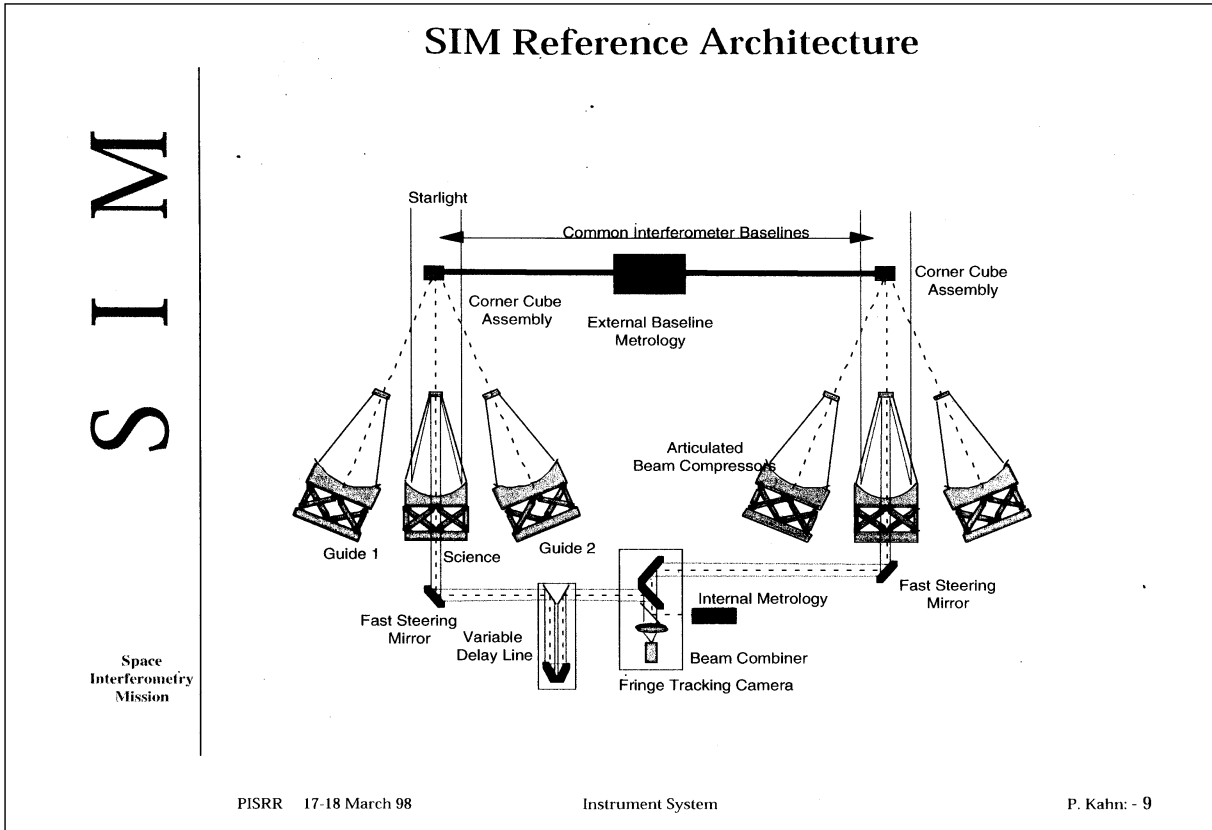 SIM Reference Architecture
S I M
Space
Interferometry
Mission
Starlight
Common Interferometer Baselines
Corner Cube
Assembly
External Baseline
Metrology
Corner Cube
Assembly
Articulated
Beam Compressors
Guide 1
Science
Guide 2
Fast Steering
Mirror
Variable
Delay Line
Internal Metrology
Beam Combiner
Fringe Tracking Camera
Fast Steering
Mirror
PISRR 17-18 March 98
Instrument System
P. Kahn: - 9